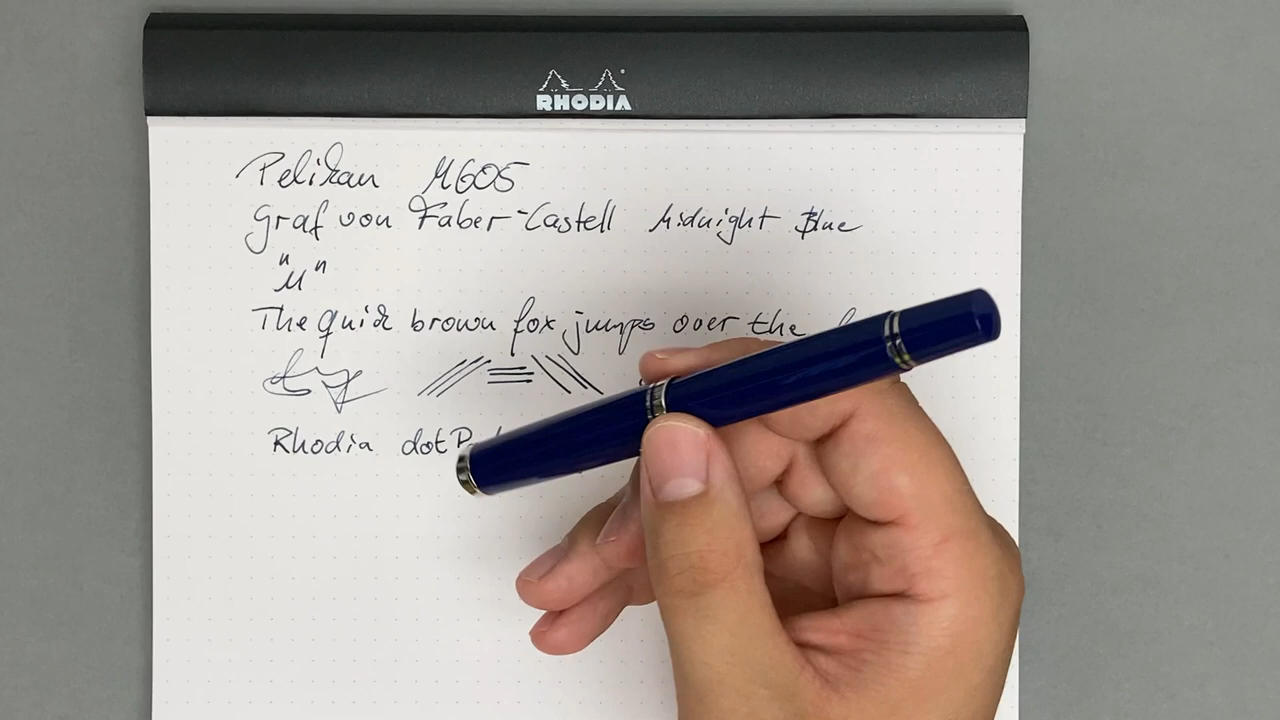 RHODIA
Pelikan M605
Graf von Faber-Castell Midnight Blue
"M"
The quick brown fox jumps over the
Rhodia dot